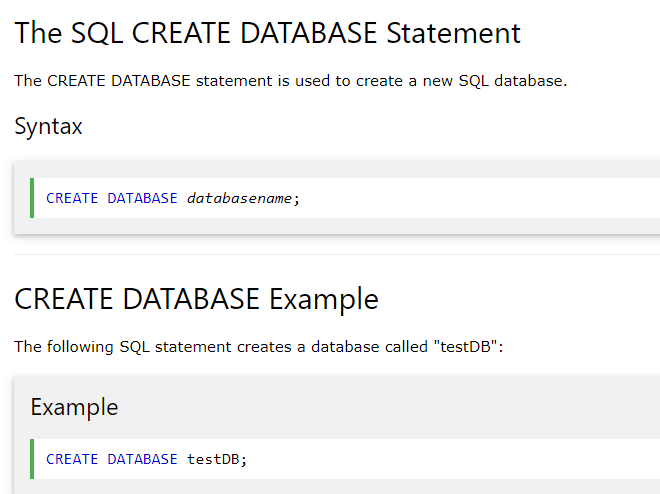 The SQL CREATE DATABASE Statement
The CREATE DATABASE statement is used to create a new SQL database.
Syntax
CREATE DATABASE databasename;
CREATE DATABASE Example
The following SQL statement creates a database called "testDB":
Example
CREATE DATABASE testDB;